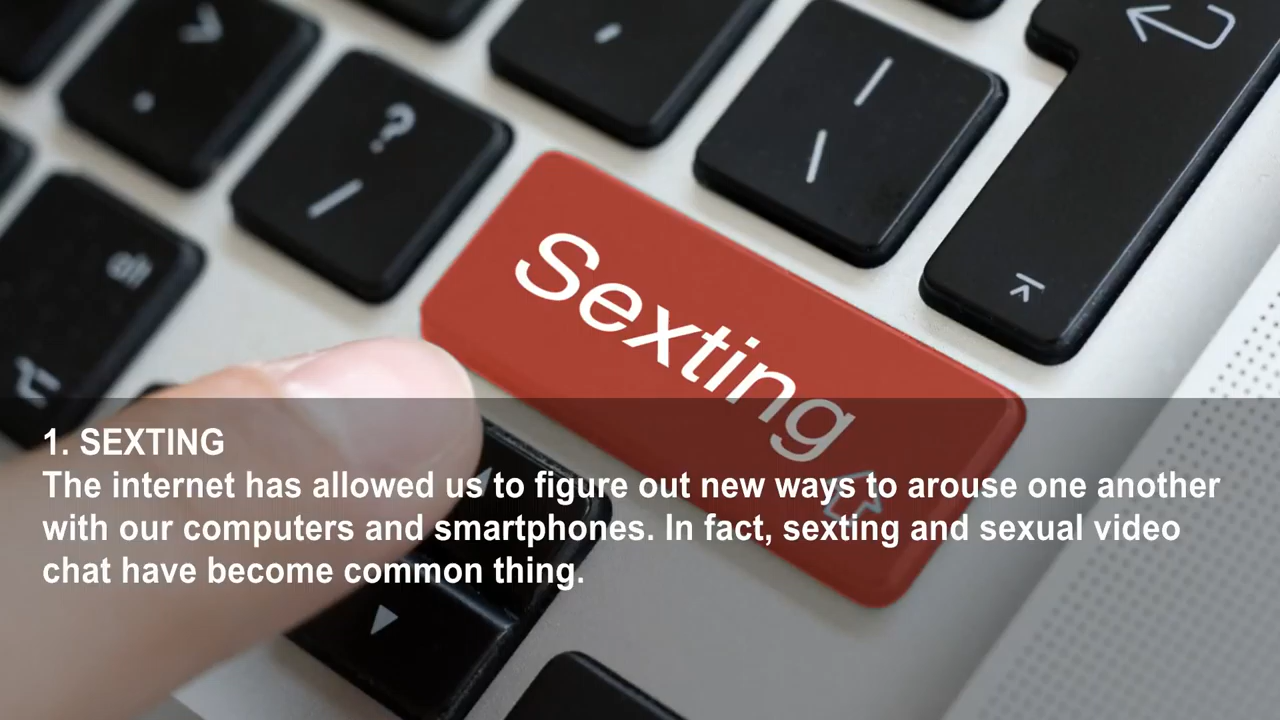 > .
? /
alt
Sexting
1. SEXTING
The internet has allowed us to figure out new ways to arouse one another
with our computers and smartphones. In fact, sexting and sexual video
chat have become common thing.